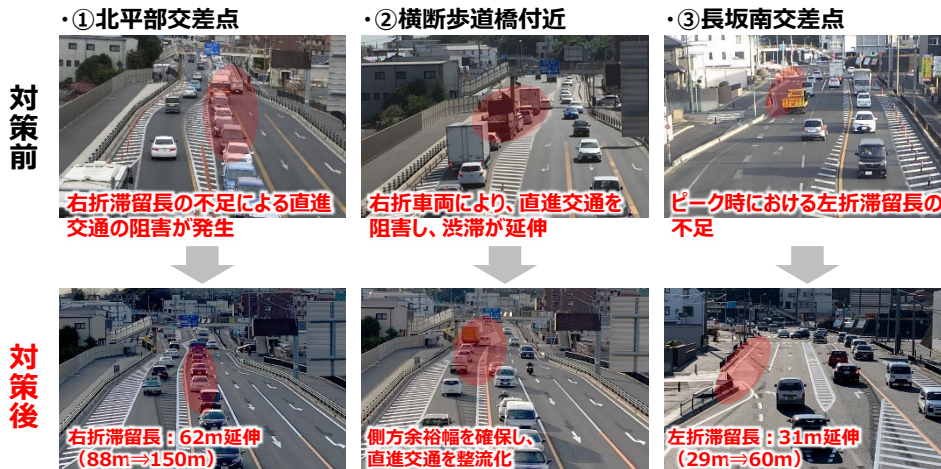 ・①北平部交差点
・②横断歩道橋付近
・③長坂南交差点
対策前
右折滞留長の不足による直進
交通の阻害が発生
右折車両により、直進交通を
阻害し、渋滞が延伸
ピーク時における左折滞留長の
不足
対策後
右折滞留長：62m延伸
（88m⇒150m）
側方余裕幅を確保し、
直進交通を整流化
左折滞留長：31m延伸
（29m⇒60m）